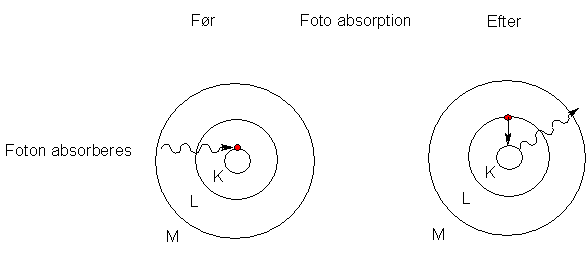 Før Foto absorption Efter
Foton absorberes
K
L
M
K
L
M